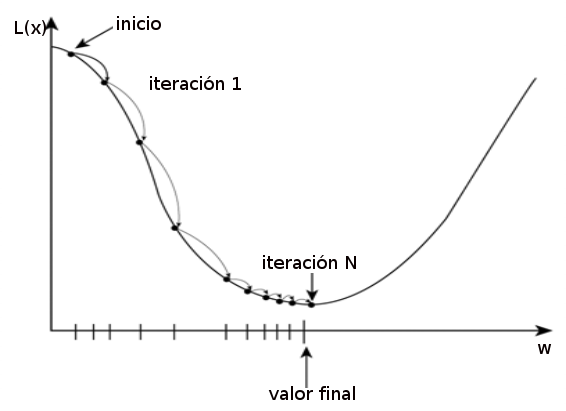 inicio
L(x)
iteración 1
iteración N
w
valor final